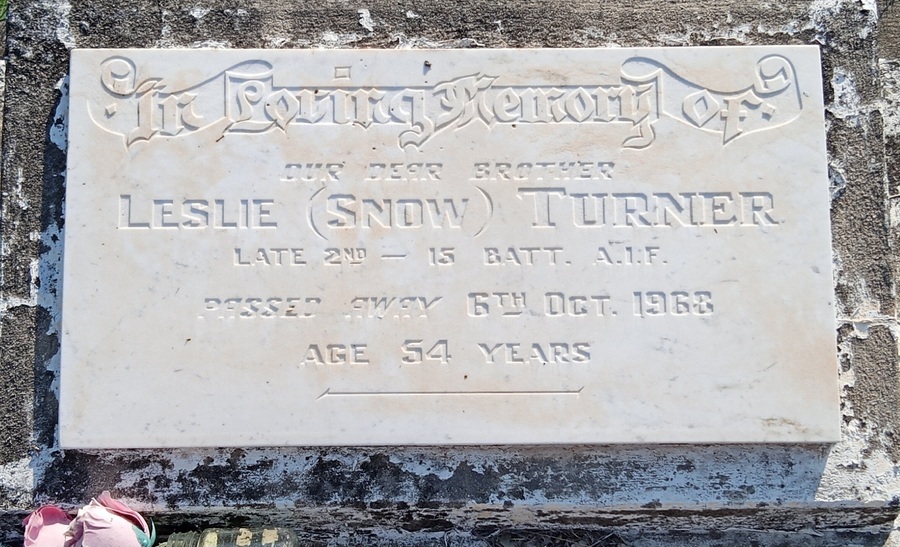 In Loving Memory of
OUR DEAR BROTHER
LESLIE (SNOW) TURNER
LATE 2ND — 15 BATT. A.I.F.
PASSED AWAY 6TH OCT. 1968
AGE 54 YEARS